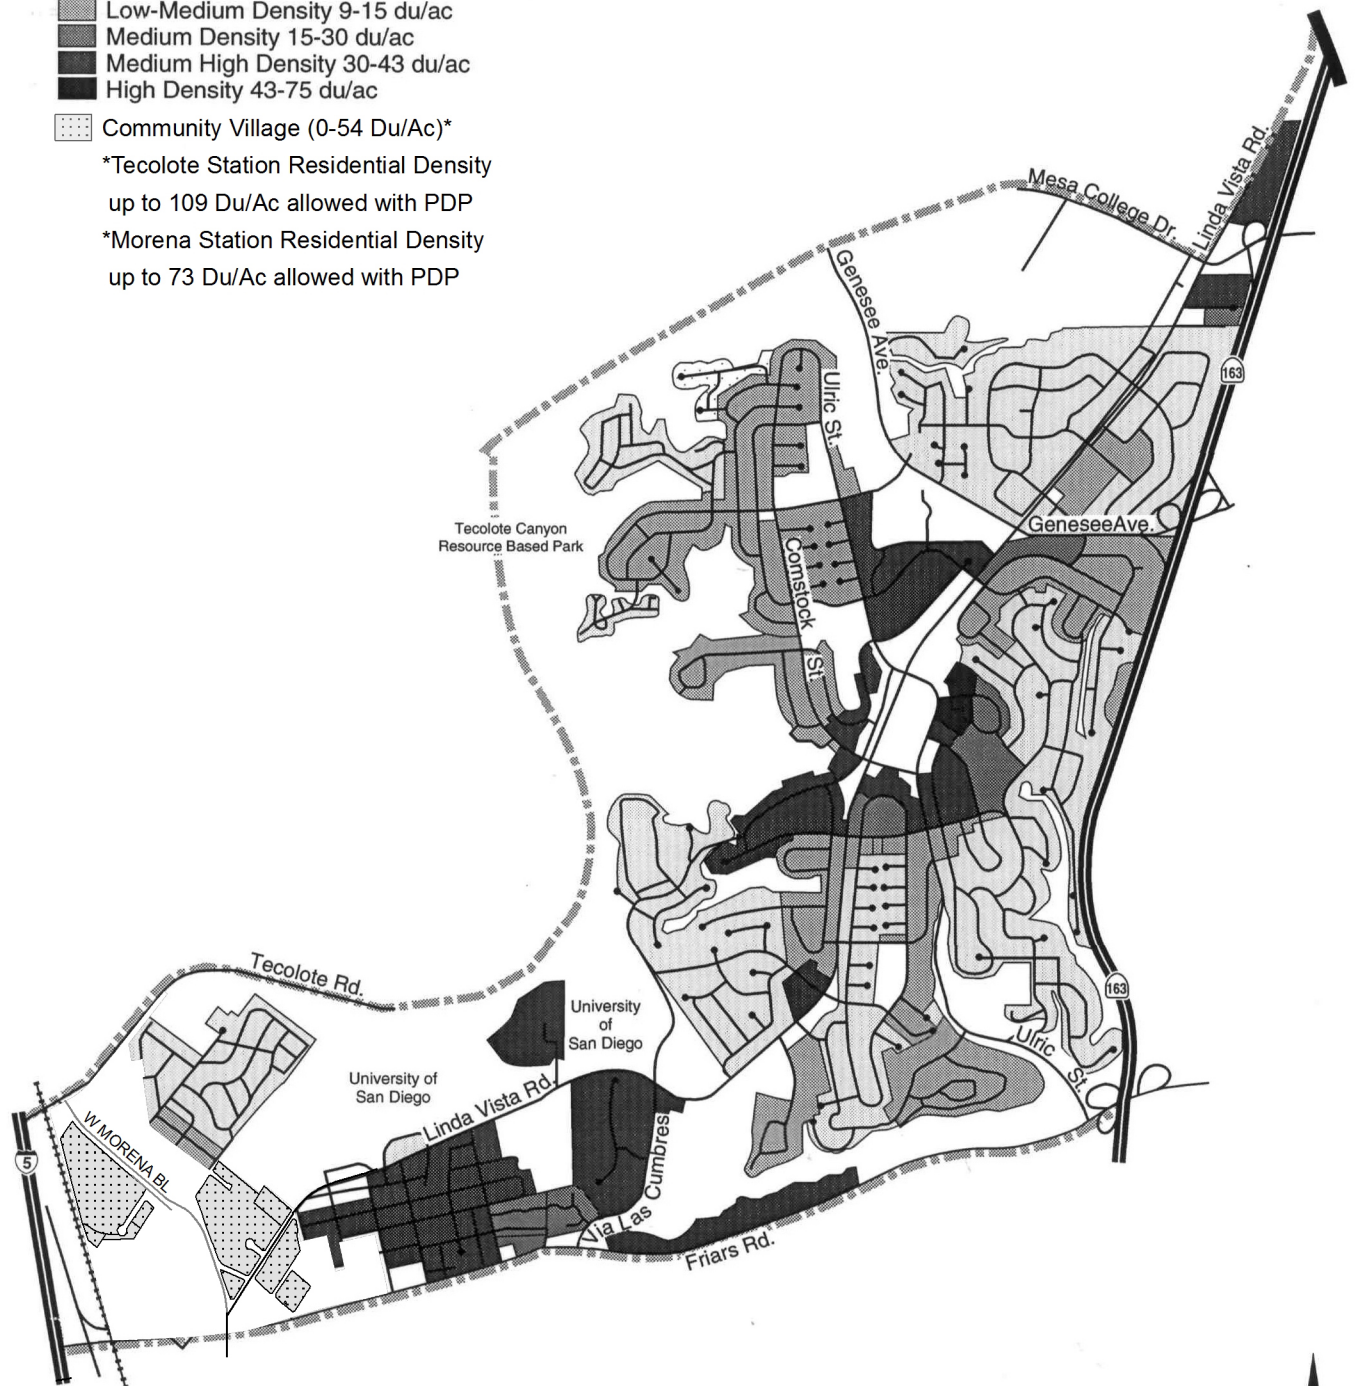 Low-Medium Density 9-15 du/ac
Medium Density 15-30 du/ac
Medium High Density 30-43 du/ac
High Density 43-75 du/ac
Community Village (0-54 Du/Ac)*
*Tecolote Station Residential Density
up to 109 Du/Ac allowed with PDP
*Morena Station Residential Density
up to 73 Du/Ac allowed with PDP
Mesa College Dr.
Linda Vista Rd.
Genesee Ave.
163
Ulric St.
GeneseeAve.
Tecolote Canyon
Resource Based Park
Comstock
St.
Tecolote Rd.
163
University
of
San Diego
Ulric
St.
University of
San Diego
Linda Vista Rd.
W MORENA BL
5
Cumbres
Via Las
Friars Rd.